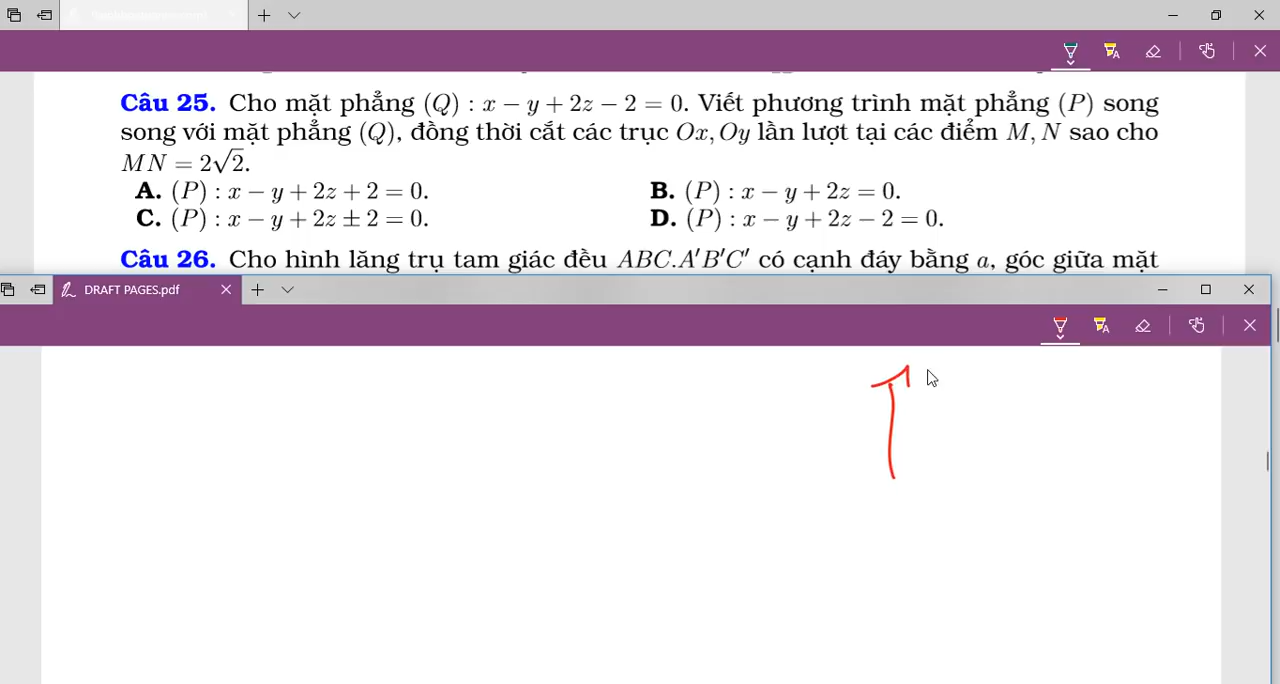 Câu 25. Cho mặt phẳng (Q) : x − y + 2z − 2 = 0. Viết phương trình mặt phẳng (P) song
song với mặt phẳng (Q), đồng thời cắt các trục Ox, Oy lần lượt tại các điểm M, N sao cho
MN = 2√2.
A. (P) : x − y + 2z + 2 = 0. B. (P) : x − y + 2z = 0.
C. (P) : x − y + 2z ± 2 = 0. D. (P) : x − y + 2z − 2 = 0.
Câu 26. Cho hình lăng trụ tam giác đều ABC.A′B′C′ có cạnh đáy bằng a, góc giữa mặt
DRAFT PAGES.pdf